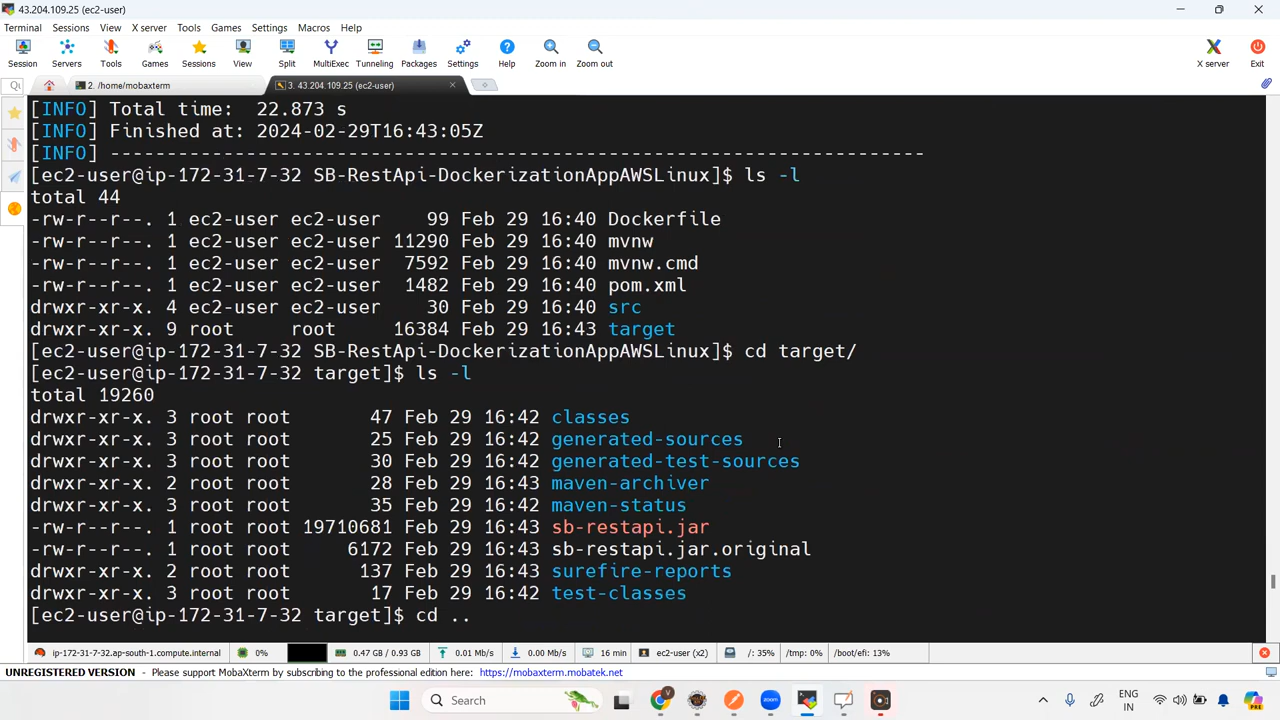 43.204.109.25 (ec2-user)
Terminal Sessions View X server Tools Games Settings Macros Help
Session Servers Tools Games Sessions View Split MultiExec Tunneling Packages Settings Help Zoom in Zoom out X server Exit
Qu 2. /home/mobaxterm 3. 43.204.109.25 (ec2-user)
[INFO] Total time:  22.873 s
[INFO] Finished at: 2024-02-29T16:43:05Z
[INFO] ------------------------------------------------------------------------
[ec2-user@ip-172-31-7-32 SB-RestApi-DockerizationAppAWSLinux]$ ls -l
total 44
-rw-r--r--. 1 ec2-user ec2-user    99 Feb 29 16:40 Dockerfile
-rw-r--r--. 1 ec2-user ec2-user 11290 Feb 29 16:40 mvnw
-rw-r--r--. 1 ec2-user ec2-user  7592 Feb 29 16:40 mvnw.cmd
-rw-r--r--. 1 ec2-user ec2-user  1482 Feb 29 16:40 pom.xml
drwxr-xr-x. 4 ec2-user ec2-user    30 Feb 29 16:40 src
drwxr-xr-x. 9 root     root     16384 Feb 29 16:43 target
[ec2-user@ip-172-31-7-32 SB-RestApi-DockerizationAppAWSLinux]$ cd target/
[ec2-user@ip-172-31-7-32 target]$ ls -l
total 19260
drwxr-xr-x. 3 root root       47 Feb 29 16:42 classes
drwxr-xr-x. 3 root root       25 Feb 29 16:42 generated-sources
drwxr-xr-x. 3 root root       30 Feb 29 16:42 generated-test-sources
drwxr-xr-x. 2 root root       28 Feb 29 16:43 maven-archiver
drwxr-xr-x. 3 root root       35 Feb 29 16:42 maven-status
-rw-r--r--. 1 root root 19710681 Feb 29 16:43 sb-restapi.jar
-rw-r--r--. 1 root root     6172 Feb 29 16:43 sb-restapi.jar.original
drwxr-xr-x. 2 root root      137 Feb 29 16:43 surefire-reports
drwxr-xr-x. 3 root root       17 Feb 29 16:42 test-classes
[ec2-user@ip-172-31-7-32 target]$ cd ..
ip-172-31-7-32.ap-south-1.compute.internal 0% 0.47 GB / 0.93 GB 0.01 Mb/s 0.00 Mb/s 16 min ec2-user (x2) /: 35% /tmp: 0% /boot/efi: 13%
UNREGISTERED VERSION - Please support MobaXterm by subscribing to the professional edition here: https://mobaxterm.mobatek.net
Search ENG
IN